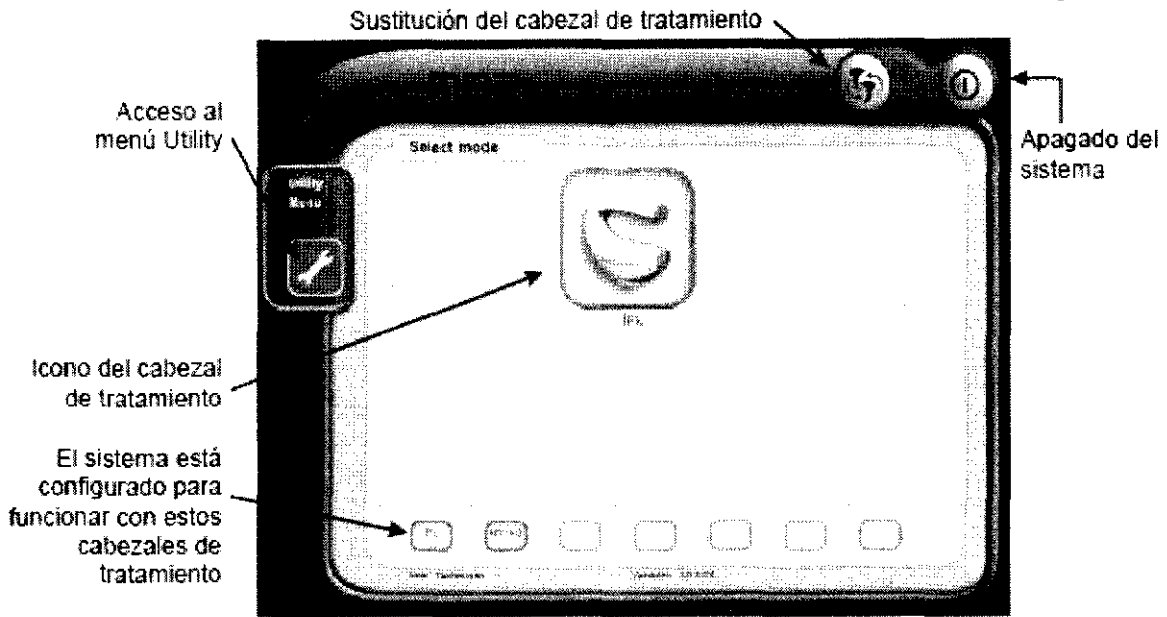 Sustitución del cabezal de tratamiento
Acceso al
menú Utility
Apagado del
sistema
Select mode
Utility
Menu
IPL
Icono del cabezal
de tratamiento
El sistema está
configurado para
funcionar con estos
cabezales de
tratamiento
IPL